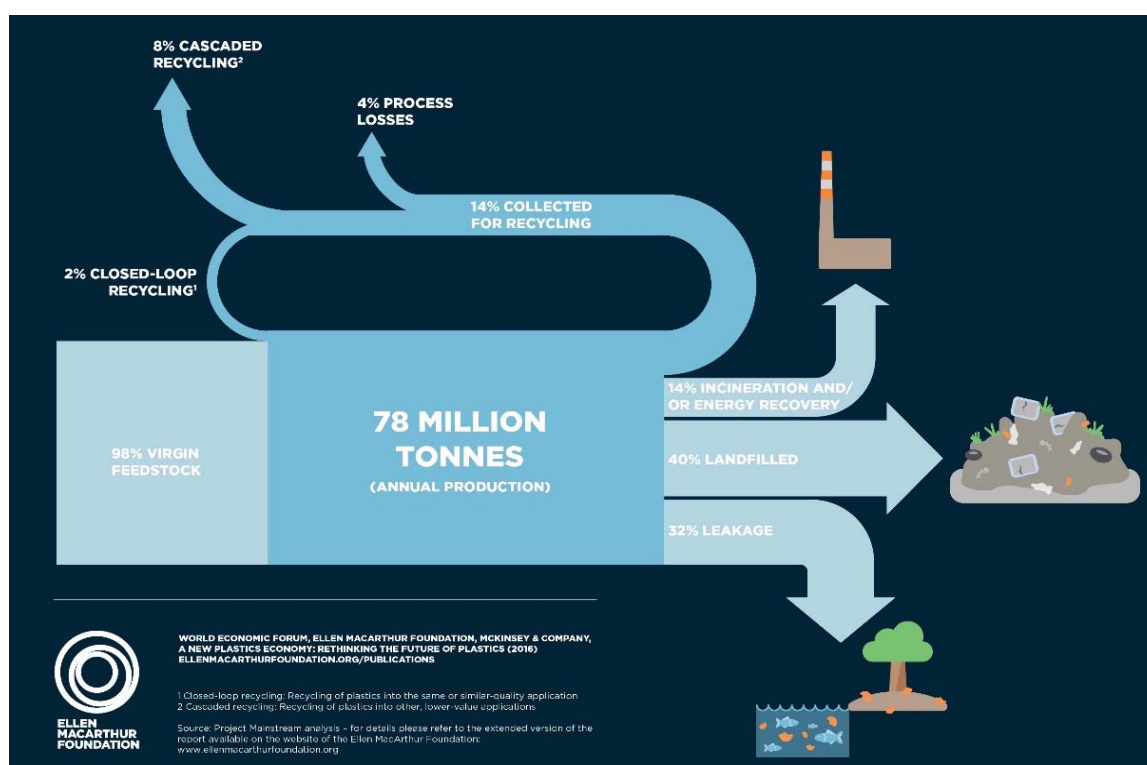 8% CASCADED
RECYCLING²
4% PROCESS
LOSSES
14% COLLECTED
FOR RECYCLING
2% CLOSED-LOOP
RECYCLING¹
98% VIRGIN
FEEDSTOCK
78 MILLION
TONNES
(ANNUAL PRODUCTION)
14% INCINERATION AND/
OR ENERGY RECOVERY
40% LANDFILLED
32% LEAKAGE
ELLEN
MACARTHUR
FOUNDATION
WORLD ECONOMIC FORUM, ELLEN MACARTHUR FOUNDATION, MCKINSEY & COMPANY,
A NEW PLASTICS ECONOMY: RETHINKING THE FUTURE OF PLASTICS (2016)
ELLENMACARTHURFOUNDATION.ORG/PUBLICATIONS
1 Closed-loop recycling: Recycling of plastics into the same or similar-quality application
2 Cascaded recycling: Recycling of plastics into other, lower-value applications
Source: Project Mainstream analysis – for details please refer to the extended version of the
report available on the website of the Ellen MacArthur Foundation:
www.ellenmacarthurfoundation.org